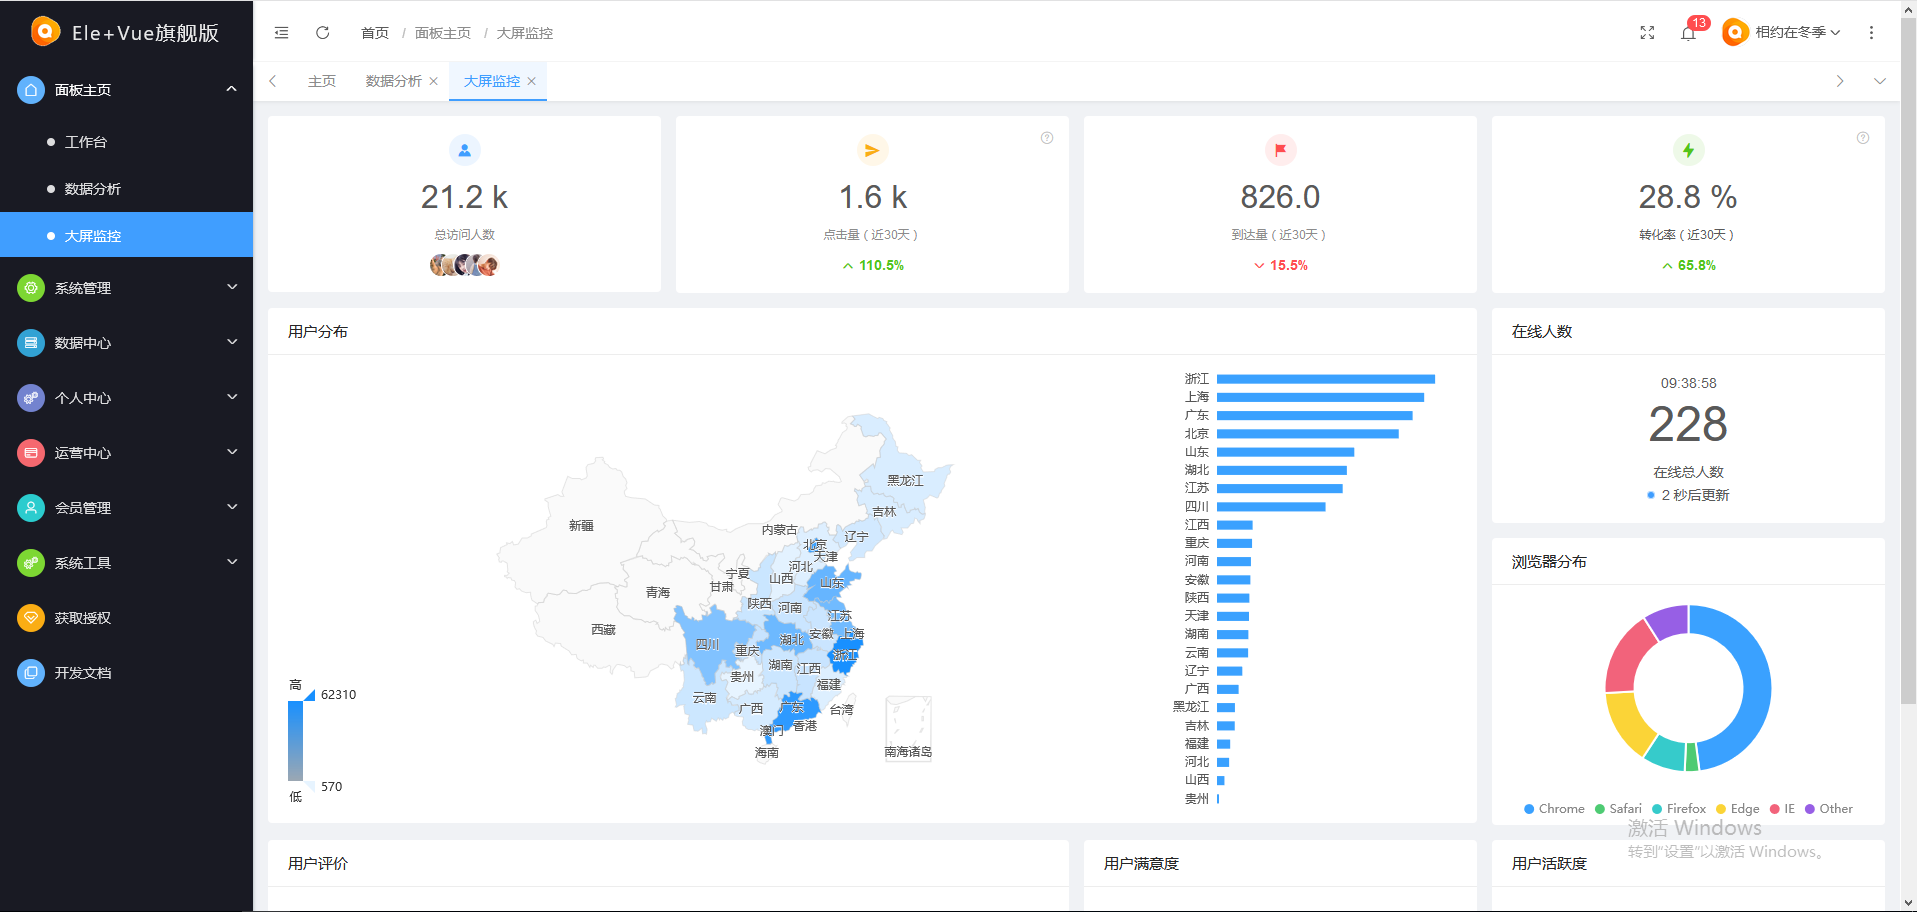 Ele+Vue旗舰版
面板主页
工作台
数据分析
大屏监控
系统管理
数据中心
个人中心
运营中心
会员管理
系统工具
获取授权
开发文档
首页 / 面板主页 / 大屏监控
13
相约在冬季
主页
数据分析
大屏监控
21.2 k
总访问人数
1.6 k
点击量（近30天）
110.5%
826.0
到达量（近30天）
15.5%
28.8 %
转化率（近30天）
65.8%
用户分布
黑龙江
吉林
新疆
内蒙古
辽宁
北京
天津
河北
宁夏
山西
山东
甘肃
青海
陕西
河南
江苏
西藏
安徽
上海
四川
湖北
重庆
浙江
湖南
江西
贵州
福建
云南
广西
广东
台湾
香港
澳门
海南
南海诸岛
高
62310
570
低
浙江
上海
广东
北京
山东
湖北
江苏
四川
江西
重庆
河南
安徽
陕西
天津
湖南
云南
辽宁
广西
黑龙江
吉林
福建
河北
山西
贵州
在线人数
09:38:58
228
在线总人数
2 秒后更新
浏览器分布
Chrome Safari Firefox Edge IE Other
激活 Windows
转到“设置”以激活 Windows。
用户评价
用户满意度
用户活跃度